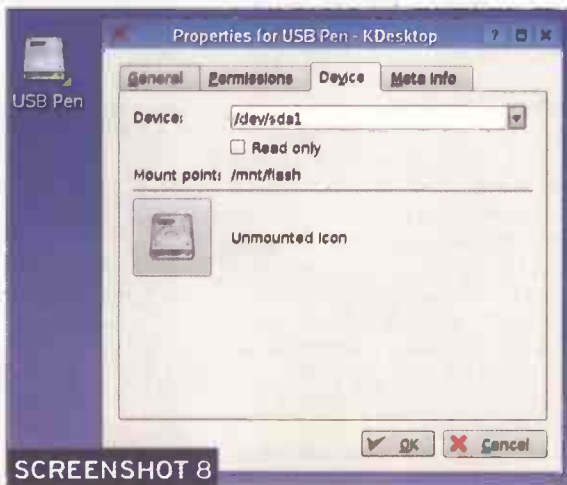 Properties for USB Pen - KDesktop
USB Pen
General Permissions Device Meta Info
Device: /dev/sda1
Read only
Mount point: /mnt/flash
Unmounted Icon
OK Cancel
SCREENSHOT 8